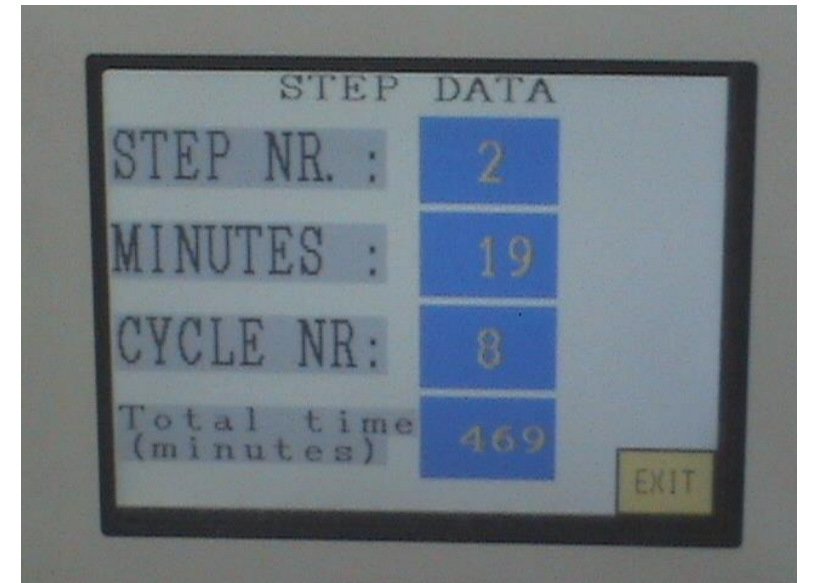 STEP DATA
STEP NR. : 2
MINUTES : 19
CYCLE NR: 8
Total time
(minutes) 469
EXIT